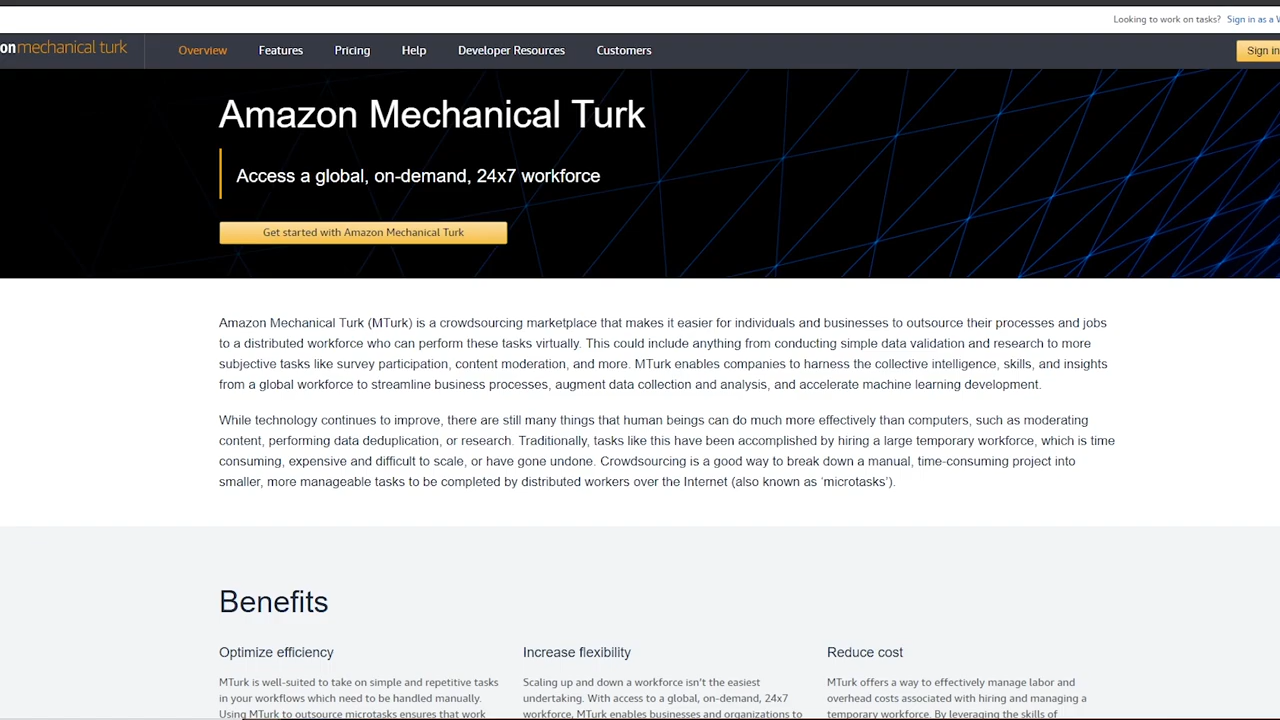 Looking to work on tasks? Sign in as a
on mechanical turk
Overview Features Pricing Help Developer Resources Customers
Sign in
Amazon Mechanical Turk
Access a global, on-demand, 24x7 workforce
Get started with Amazon Mechanical Turk
Amazon Mechanical Turk (MTurk) is a crowdsourcing marketplace that makes it easier for individuals and businesses to outsource their processes and jobs
to a distributed workforce who can perform these tasks virtually. This could include anything from conducting simple data validation and research to more
subjective tasks like survey participation, content moderation, and more. MTurk enables companies to harness the collective intelligence, skills, and insights
from a global workforce to streamline business processes, augment data collection and analysis, and accelerate machine learning development.
While technology continues to improve, there are still many things that human beings can do much more effectively than computers, such as moderating
content, performing data deduplication, or research. Traditionally, tasks like this have been accomplished by hiring a large temporary workforce, which is time
consuming, expensive and difficult to scale, or have gone undone. Crowdsourcing is a good way to break down a manual, time-consuming project into
smaller, more manageable tasks to be completed by distributed workers over the Internet (also known as ‘microtasks’).
Benefits
Optimize efficiency
MTurk is well-suited to take on simple and repetitive tasks
in your workflows which need to be handled manually.
Using MTurk to outsource microtasks ensures that work
Increase flexibility
Scaling up and down a workforce isn’t the easiest
undertaking. With access to a global, on-demand, 24x7
workforce, MTurk enables businesses and organizations to
Reduce cost
MTurk offers a way to effectively manage labor and
overhead costs associated with hiring and managing a
temporary workforce. By leveraging the skills of